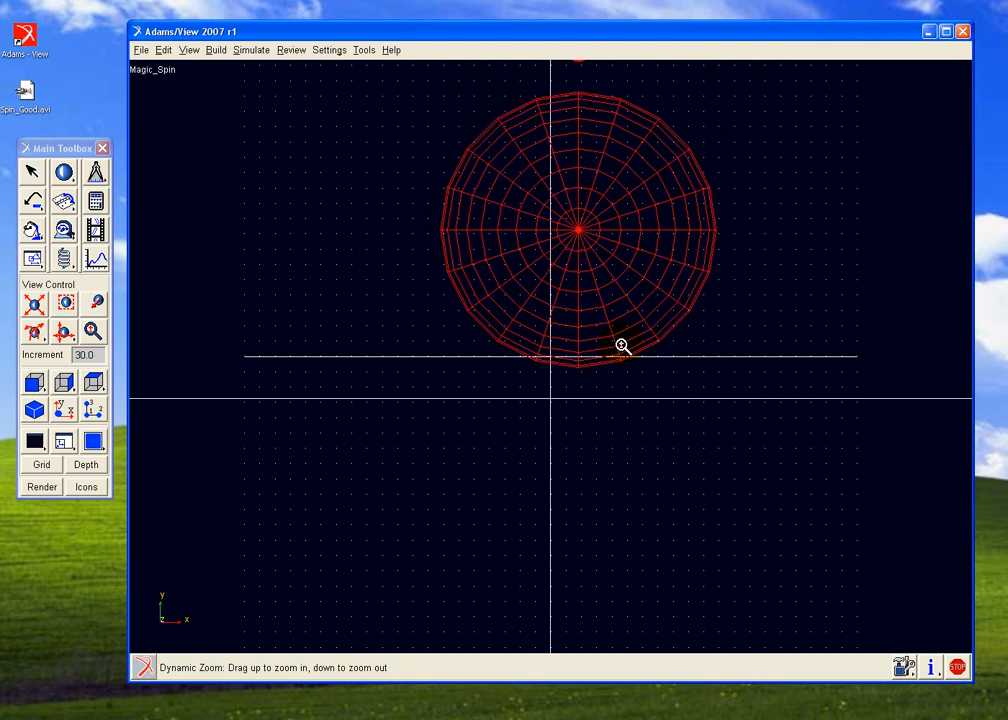 Adams - View
Spin_Good.avi
Adams/View 2007 r1
File Edit View Build Simulate Review Settings Tools Help
Magic_Spin
Main Toolbox
View Control
Increment 30.0
Grid Depth
Render Icons
y
z x
Dynamic Zoom: Drag up to zoom in, down to zoom out
STOP